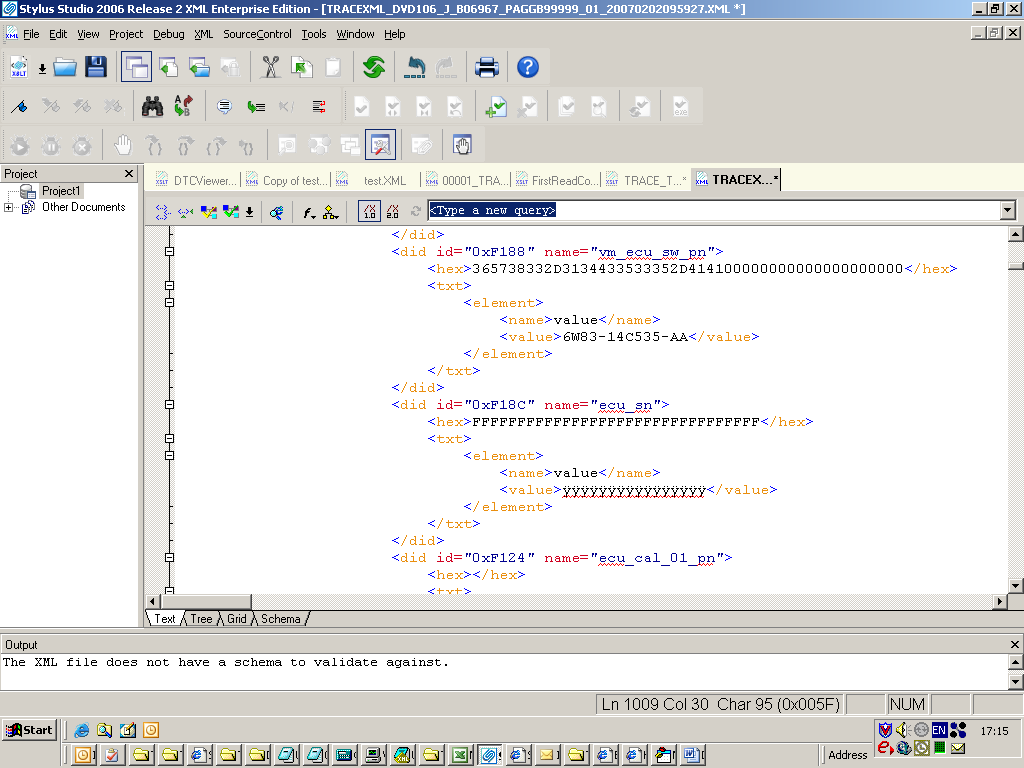 Stylus Studio 2006 Release 2 XML Enterprise Edition - [TRACEXML_DVD106_J_B06967_PAGGB99999_01_20070202095927.XML *]
File Edit View Project Debug XML SourceControl Tools Window Help
Project
Project1
Other Documents
DTCViewer... Copy of test... test.XML 00001_TRA... FirstReadCo... TRACE_T...* TRACEX...*
<Type a new query>
</did>
<did id="0xF188" name="vm_ecu_sw_pn">
<hex>365738332D3134433533352D414100000000000000000000</hex>
<txt>
<element>
<name>value</name>
<value>6W83-14C535-AA</value>
</element>
</txt>
</did>
<did id="0xF18C" name="ecu_sn">
<hex>FFFFFFFFFFFFFFFFFFFFFFFFFFFFFFFF</hex>
<txt>
<element>
<name>value</name>
<value>ÿÿÿÿÿÿÿÿÿÿÿÿÿÿÿÿ</value>
</element>
</txt>
</did>
<did id="0xF124" name="ecu_cal_01_pn">
<hex></hex>
<txt>
Text Tree Grid Schema
Output
The XML file does not have a schema to validate against.
Ln 1009 Col 30 Char 95 (0x005F) NUM
Start EN 17:15
Address